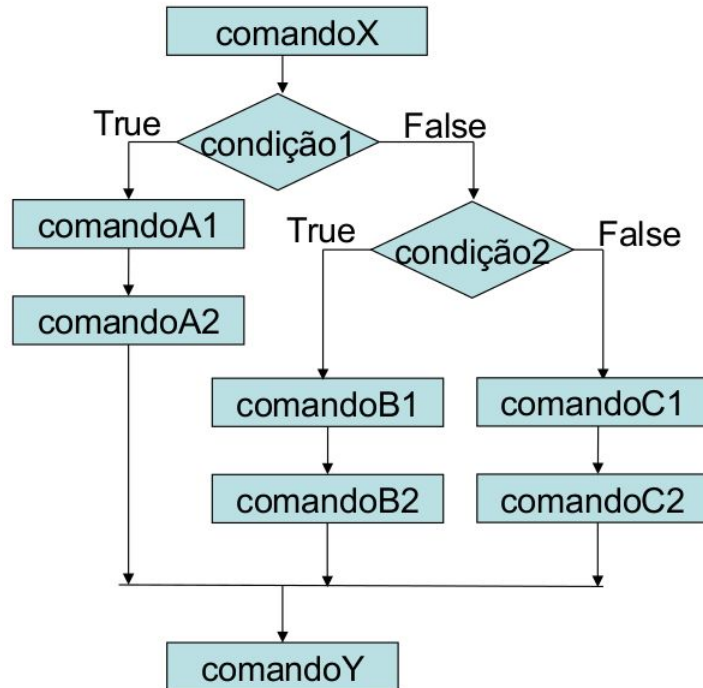 comandoX
True
False
condição1
comandoA1
True
False
condição2
comandoA2
comandoB1
comandoC1
comandoB2
comandoC2
comandoY